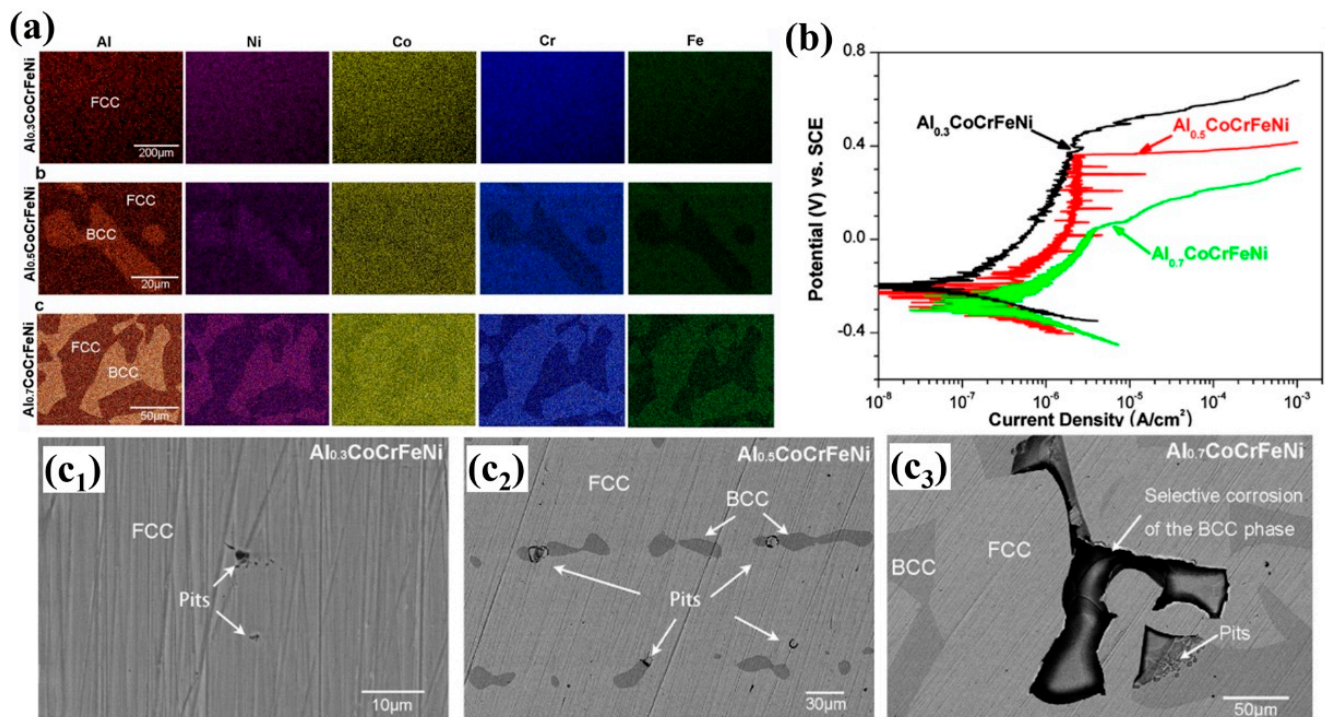 (a)
Al Ni Co Cr Fe
Al0.3CoCrFeNi
FCC
200μm
b
Al0.5CoCrFeNi
FCC
BCC
20μm
c
Al0.7CoCrFeNi
FCC
BCC
50μm
(b)
Potential (V) vs. SCE
0.8
0.4
0.0
-0.4
Al0.3CoCrFeNi
Al0.5CoCrFeNi
Al0.7CoCrFeNi
10-8 10-7 10-6 10-5 10-4 10-3
Current Density (A/cm2)
(c1)
Al0.3CoCrFeNi
FCC
Pits
10μm
(c2)
Al0.5CoCrFeNi
FCC
BCC
Pits
30μm
(c3)
Al0.7CoCrFeNi
Selective corrosion
of the BCC phase
FCC
BCC
Pits
50μm